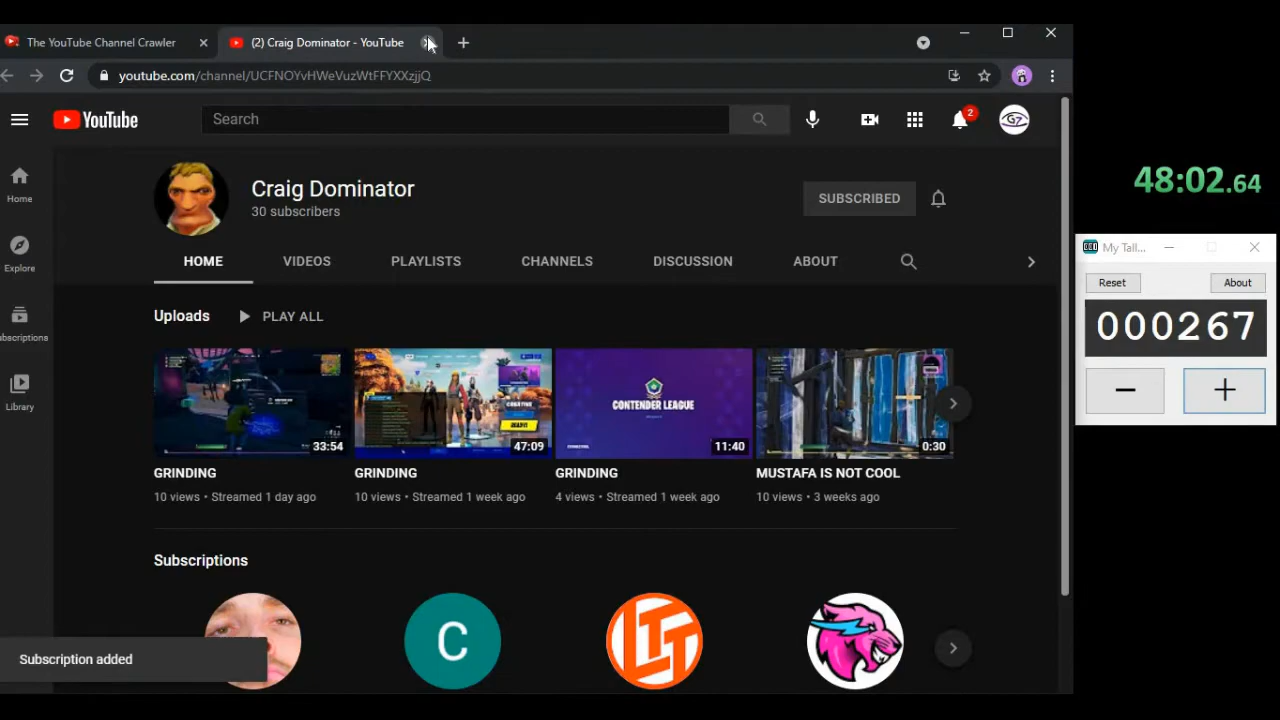 The YouTube Channel Crawler
(2) Craig Dominator - YouTube
youtube.com/channel/UCFNOYvHWeVuzWtFFYXXzjjQ
YouTube
Search
2
48:02.64
Craig Dominator
30 subscribers
SUBSCRIBED
Home
Explore
bscriptions
Library
HOME VIDEOS PLAYLISTS CHANNELS DISCUSSION ABOUT
My Tall...
Reset About
000267
− +
Uploads PLAY ALL
33:54
47:09
CONTENDER LEAGUE
11:40
0:30
GRINDING
10 views • Streamed 1 day ago
GRINDING
10 views • Streamed 1 week ago
GRINDING
4 views • Streamed 1 week ago
MUSTAFA IS NOT COOL
10 views • 3 weeks ago
Subscriptions
C
LTT
Subscription added